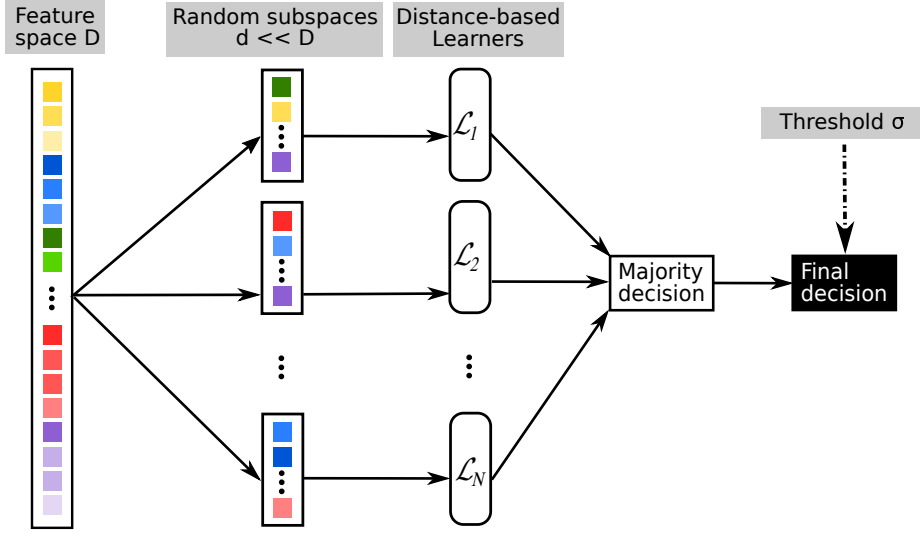 Feature
space D
Random subspaces
d << D
Distance-based
Learners
Threshold σ
ℒ1
ℒ2
ℒN
Majority
decision
Final
decision